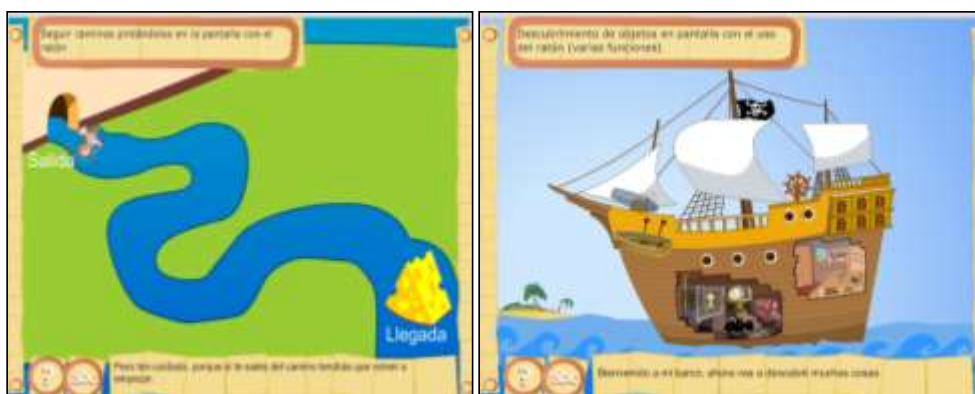 Seguir caminos pintándolos en la pantalla con el
ratón
Salida
Llegada
Pero ten cuidado, porque si te sales del camino tendrás que volver a
empezar.
Descubrimiento de objetos en pantalla con el uso
del ratón (varias funciones)
Bienvenido a mi barco, ahora vas a descubrir muchas cosas